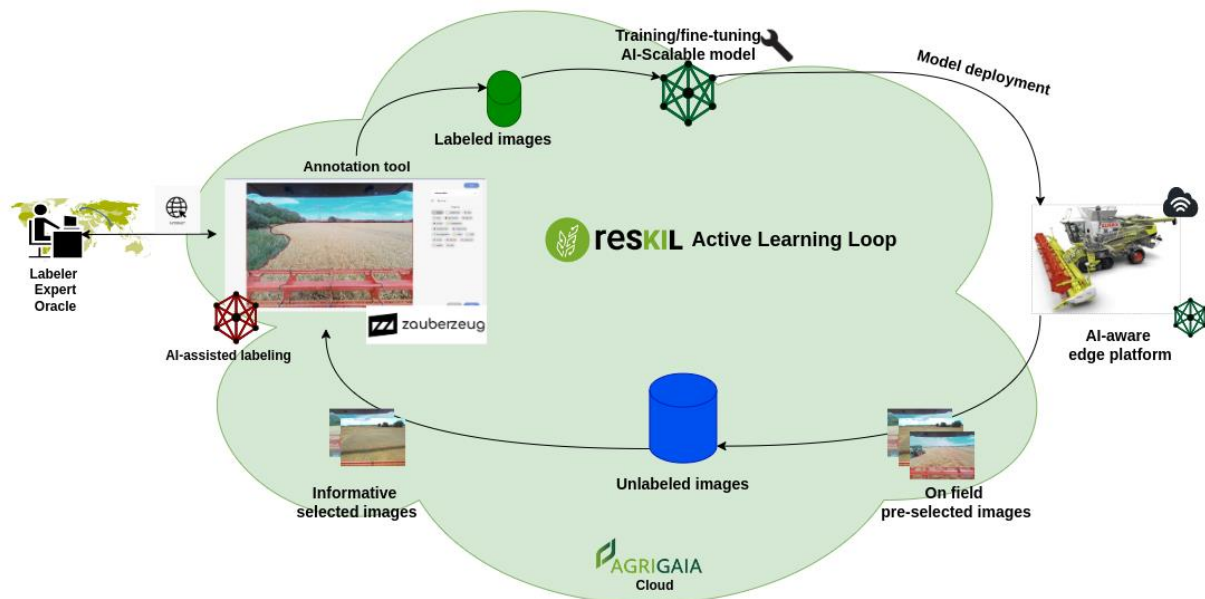 Training/fine-tuning
AI-Scalable model
Model deployment
Labeled images
Annotation tool
Labeler
Expert
Oracle
zauberzeug
AI-assisted labeling
resKIL Active Learning Loop
AI-aware
edge platform
Informative
selected images
Unlabeled images
On field
pre-selected images
AGRIGAIA
Cloud